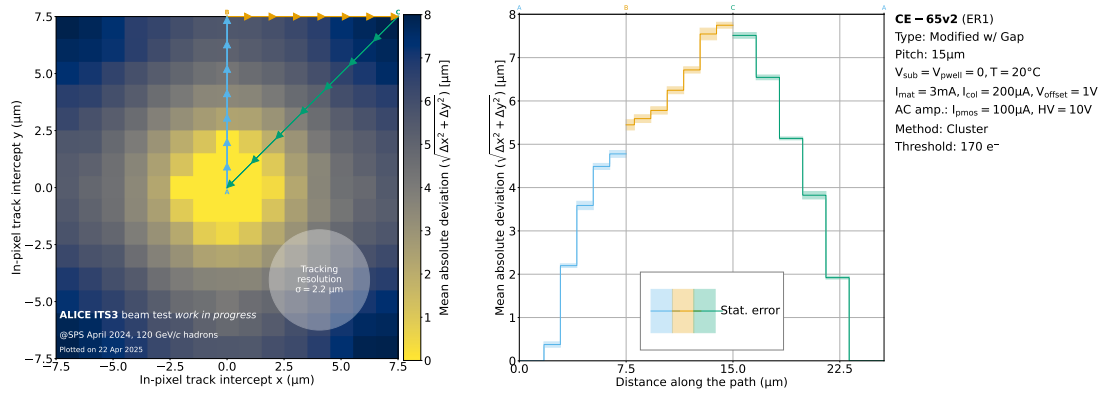 7.5
5.0
2.5
0.0
−2.5
−5.0
−7.5
In-pixel track intercept y (μm)
B
C
A
Tracking
resolution
σ = 2.2 μm
ALICE ITS3 beam test work in progress
@SPS April 2024, 120 GeV/c hadrons
Plotted on 22 Apr 2025
−7.5 −5.0 −2.5 0.0 2.5 5.0 7.5
In-pixel track intercept x (μm)
8
7
6
5
4
3
2
1
0
Mean absolute deviation (√Δx² + Δy²) [μm]
A B C A
8
7
6
5
4
3
2
1
0
Mean absolute deviation (√Δx² + Δy²) [μm]
Stat. error
0.0 7.5 15.0 22.5
Distance along the path (μm)
CE − 65v2 (ER1)
Type: Modified w/ Gap
Pitch: 15μm
Vsub = Vpwell = 0, T = 20°C
Imat = 3mA, Icol = 200μA, Voffset = 1V
AC amp.: Ipmos = 100μA, HV = 10V
Method: Cluster
Threshold: 170 e⁻